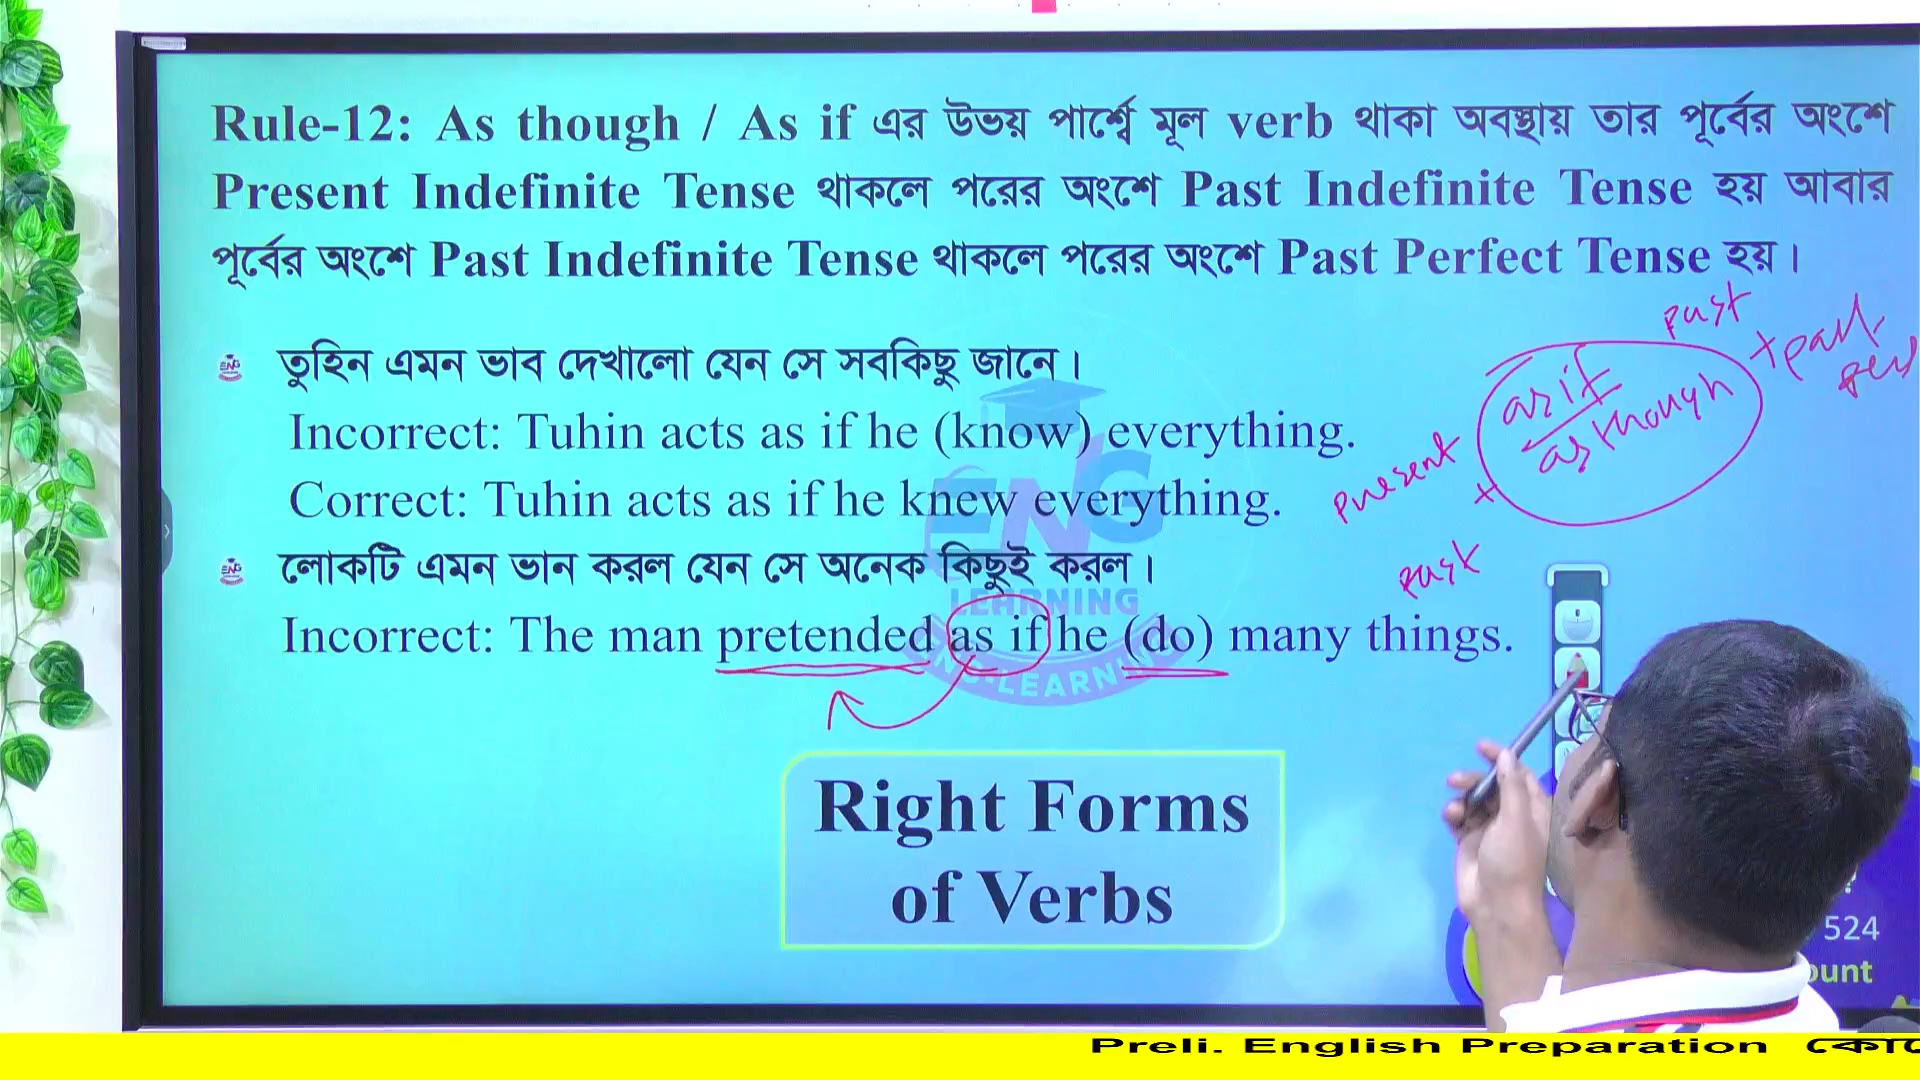 Rule-12: As though / As if এর উভয় পার্শ্বে মূল verb থাকা অবস্থায় তার পূর্বের অংশে
Present Indefinite Tense থাকলে পরের অংশে Past Indefinite Tense হয় আবার
পূর্বের অংশে Past Indefinite Tense থাকলে পরের অংশে Past Perfect Tense হয়।
past
+ past
as if
as though
present
+
past
তুহিন এমন ভাব দেখালো যেন সে সবকিছু জানে।
Incorrect: Tuhin acts as if he (know) everything.
Correct: Tuhin acts as if he knew everything.
লোকটি এমন ভান করল যেন সে অনেক কিছুই করল।
Incorrect: The man pretended as if he (do) many things.
ENG
LEARNING
Right Forms
of Verbs
524
Preli. English Preparation